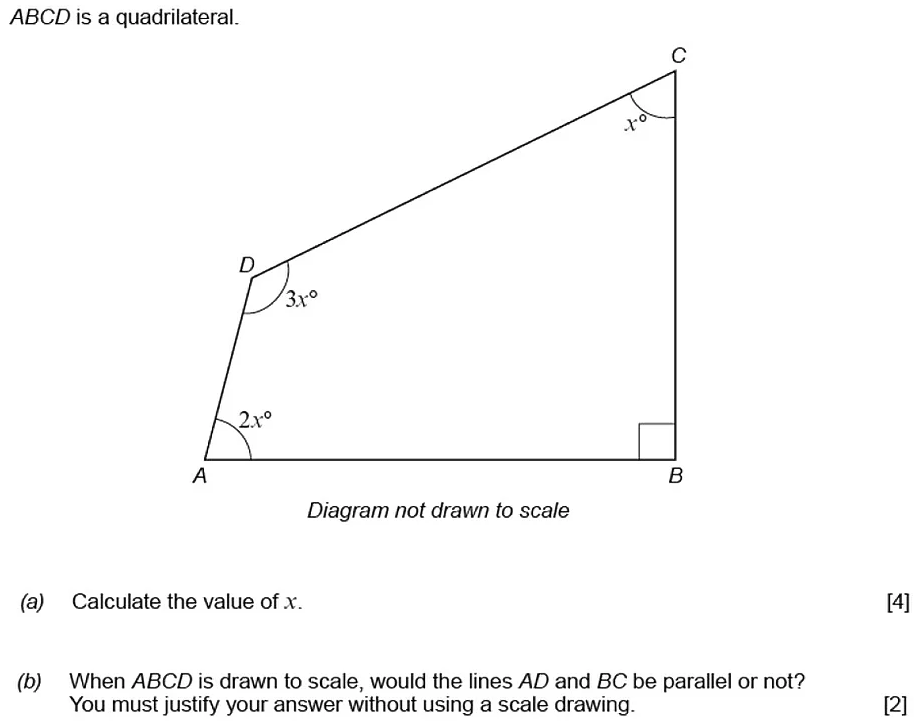 ABCD is a quadrilateral.
C
x°
D
3x°
2x°
A
B
Diagram not drawn to scale
(a) Calculate the value of x. [4]
(b) When ABCD is drawn to scale, would the lines AD and BC be parallel or not?
You must justify your answer without using a scale drawing. [2]